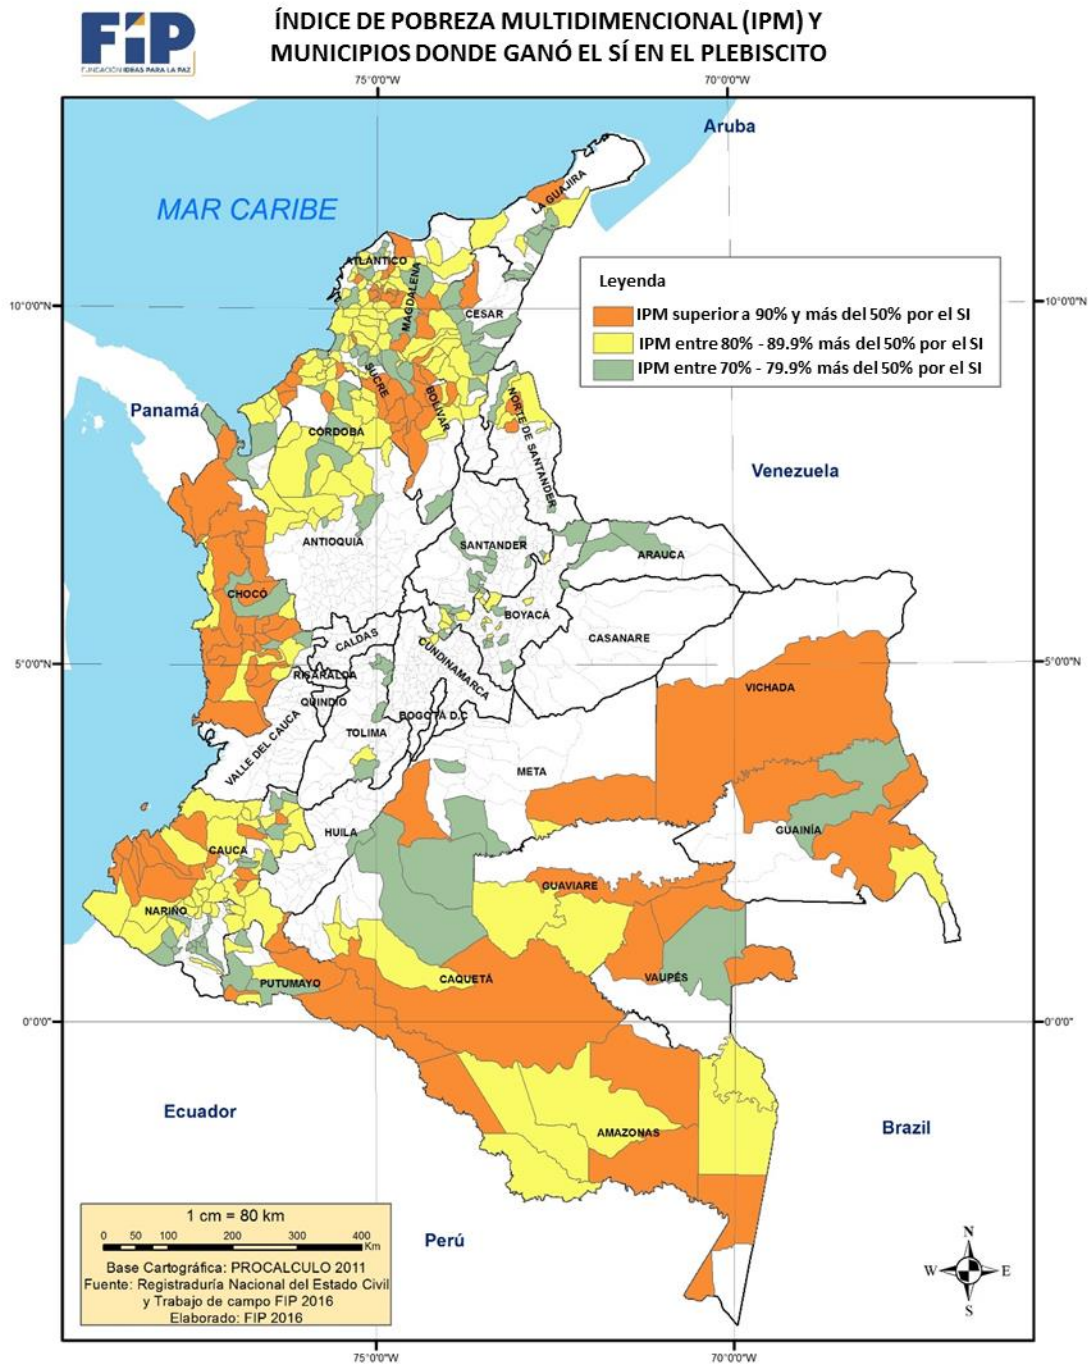 FIP
FUNDACIÓN IDEAS PARA LA PAZ
ÍNDICE DE POBREZA MULTIDIMENCIONAL (IPM) Y
MUNICIPIOS DONDE GANÓ EL SÍ EN EL PLEBISCITO
75°0'0"W
70°0'0"W
Aruba
MAR CARIBE
LA GUAJIRA
ATLÁNTICO
MAGDALENA
Leyenda
10°0'0"N
10°0'0"N
CESAR
IPM superior a 90% y más del 50% por el SI
IPM entre 80% - 89.9% más del 50% por el SI
IPM entre 70% - 79.9% más del 50% por el SI
SUCRE
BOLÍVAR
NORTE DE SANTANDER
Panamá
CÓRDOBA
Venezuela
ANTIOQUIA
SANTANDER
ARAUCA
CHOCÓ
BOYACÁ
CASANARE
CALDAS
CUNDINAMARCA
5°0'0"N
5°0'0"N
RISARALDA
VICHADA
QUINDÍO
BOGOTÁ D.C
VALLE DEL CAUCA
TOLIMA
META
HUILA
GUAINÍA
CAUCA
GUAVIARE
NARIÑO
VAUPÉS
CAQUETÁ
PUTUMAYO
0°0'0"
0°0'0"
Ecuador
AMAZONAS
Brazil
Perú
1 cm = 80 km
0 50 100 200 300 400
Km
Base Cartográfica: PROCALCULO 2011
Fuente: Registraduría Nacional del Estado Civil
y Trabajo de campo FIP 2016
Elaborado: FIP 2016
N
W E
S
75°0'0"W
70°0'0"W